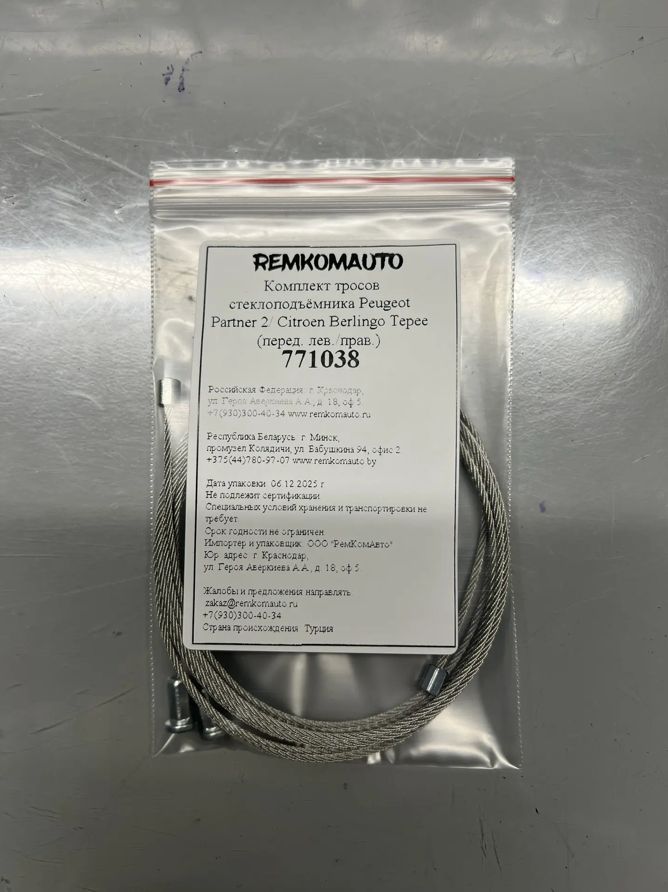 REMKOMAUTO
Комплект тросов
стеклоподъёмника Peugeot
Partner 2/ Citroen Berlingo Tepee
(перед. лев./прав.)
771038
Российская Федерация г. Краснодар,
ул. Героя Аверкиева А.А., д. 18, оф 5
+7(930)300-40-34 www.remkomauto.ru
Республика Беларусь г. Минск,
промузел Колядичи, ул. Бабушкина 94, офис 2
+375(44)780-97-07 www.remkomauto.by
Дата упаковки 06.12.2025 г
Не подлежит сертификации
Специальных условий хранения и транспортировки не
требует
Срок годности не ограничен
Импортер и упаковщик ООО "РемКомАвто"
Юр. адрес: г. Краснодар,
ул. Героя Аверкиева А.А., д. 18, оф 5
Жалобы и предложения направлять
zakaz@remkomauto.ru
+7(930)300-40-34
Страна происхождения Турция